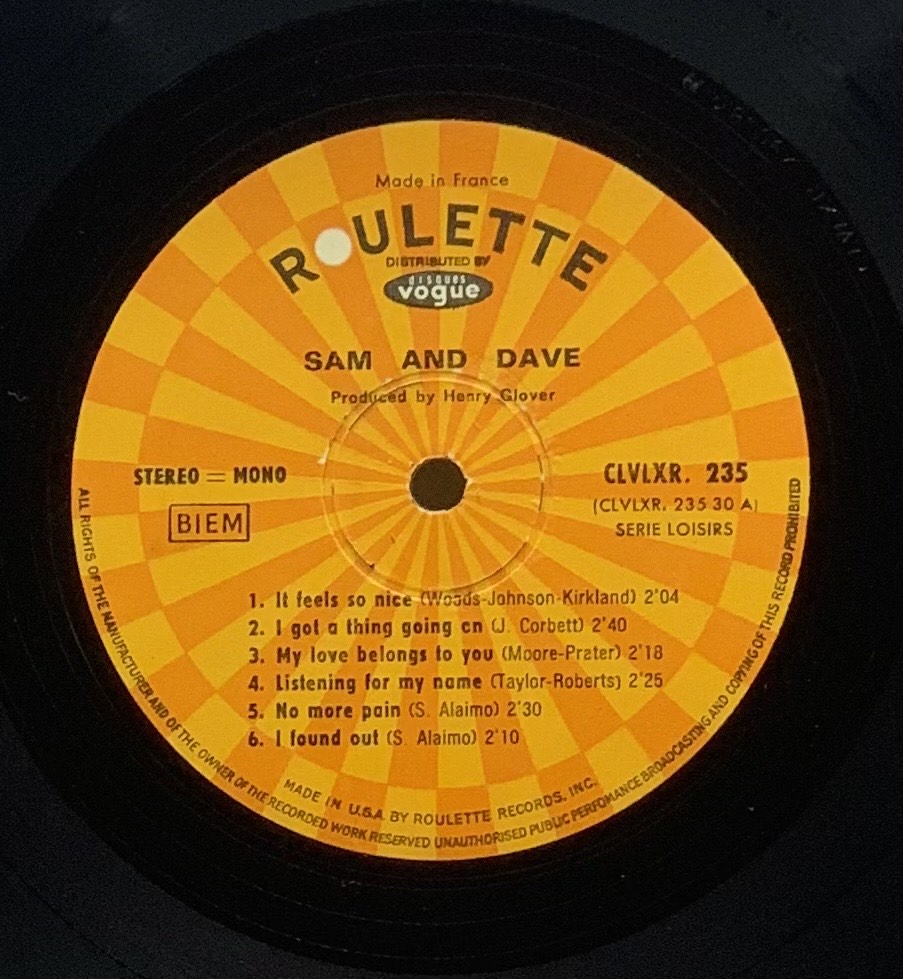 Made in France
ROULETTE
DISTRIBUTED BY
disques
vogue
SAM AND DAVE
Produced by Henry Glover
STEREO = MONO
BIEM
CLVLXR. 235
(CLVLXR. 235 30 A)
SERIE LOISIRS
1. It feels so nice (Woods-Johnson-Kirkland) 2'04
2. I got a thing going on (J. Corbett) 2'40
3. My love belongs to you (Moore-Prater) 2'18
4. Listening for my name (Taylor-Roberts) 2'25
5. No more pain (S. Alaimo) 2'30
6. I found out (S. Alaimo) 2'10
MADE IN U.S.A. BY ROULETTE RECORDS, INC.
ALL RIGHTS OF THE MANUFACTURER AND OF THE OWNER OF THE RECORDED WORK RESERVED UNAUTHORISED PUBLIC PERFOMANCE BROADCASTING AND COPYING OF THIS RECORD PROHIBITED